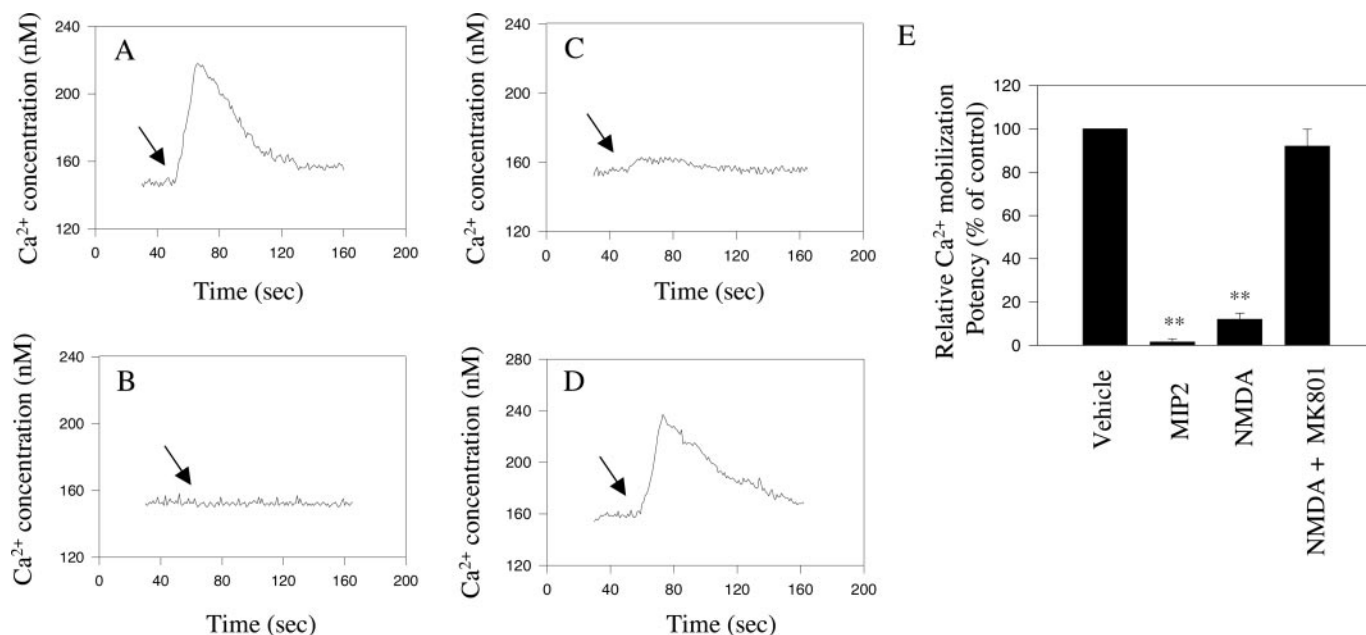 A
Ca2+ concentration (nM)
240
200
160
120
0 40 80 120 160 200
Time (sec)
C
Ca2+ concentration (nM)
240
200
160
120
0 40 80 120 160 200
Time (sec)
B
Ca2+ concentration (nM)
240
200
160
120
0 40 80 120 160 200
Time (sec)
D
Ca2+ concentration (nM)
280
240
200
160
120
0 40 80 120 160 200
Time (sec)
E
Relative Ca2+ mobilization
Potency (% of control)
120
100
80
60
40
20
0
**
**
Vehicle
MIP2
NMDA
NMDA + MK801